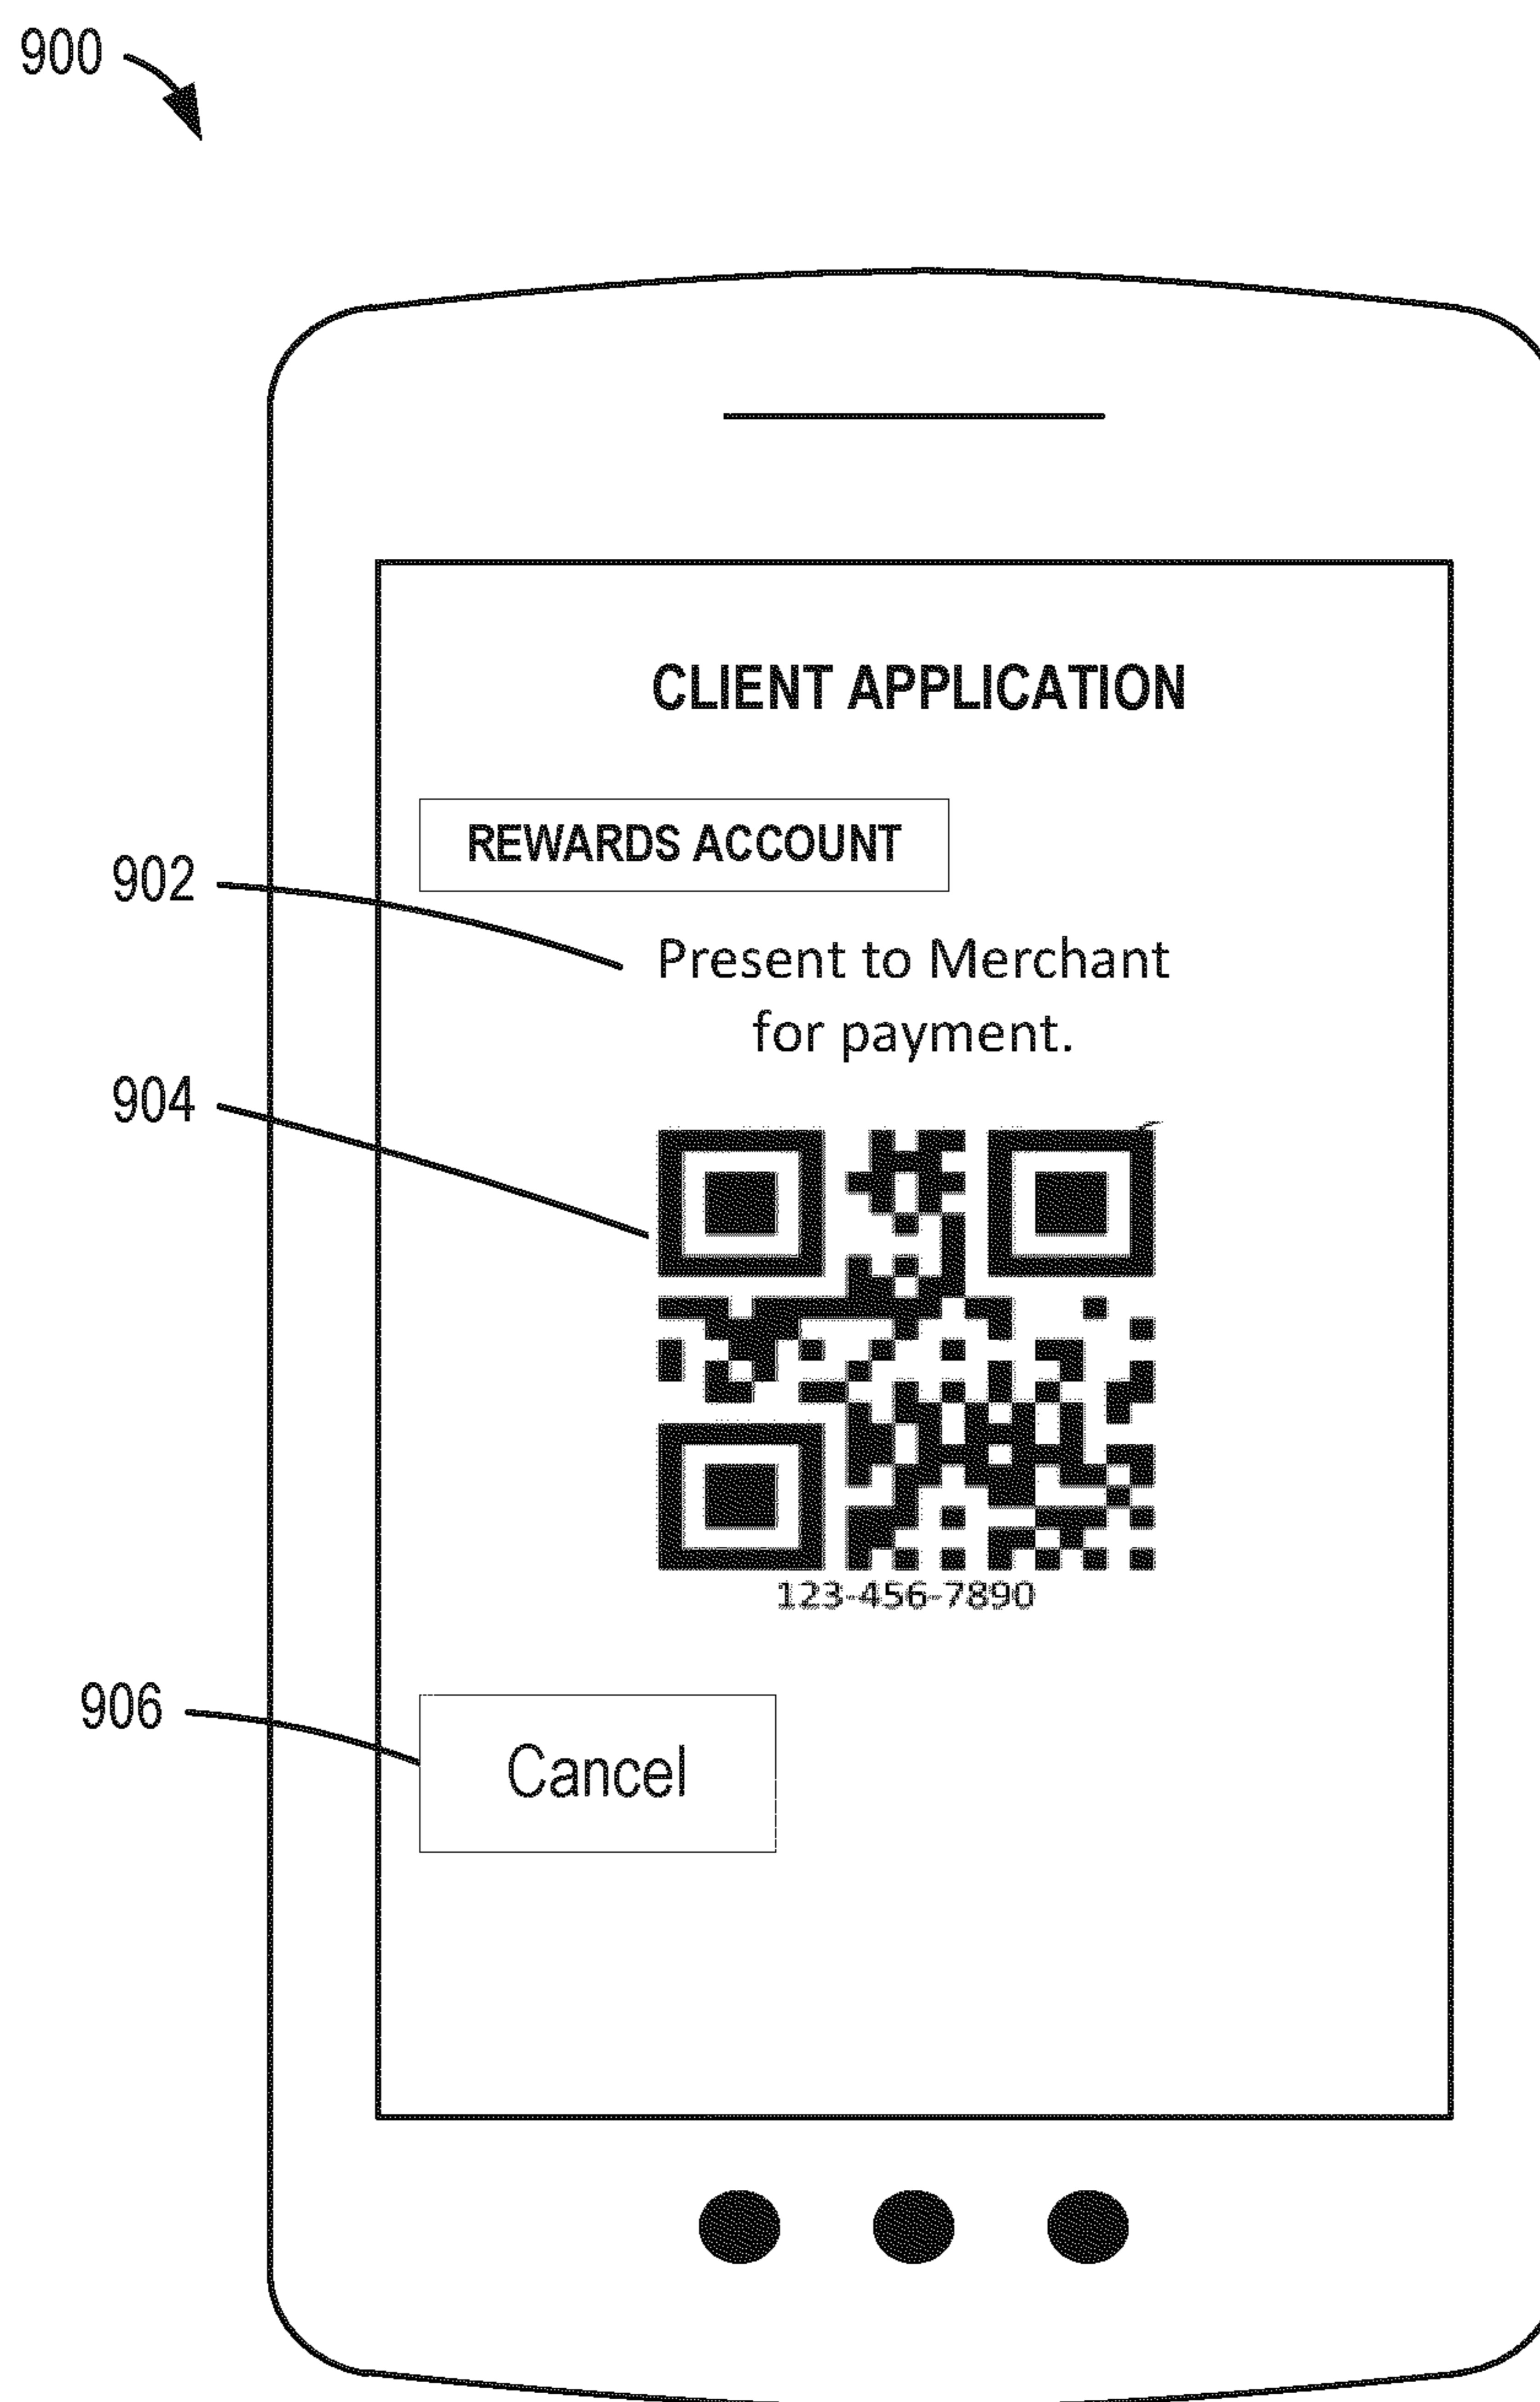 900
CLIENT APPLICATION
REWARDS ACCOUNT
902
Present to Merchant
for payment.
904
123-456-7890
906
Cancel